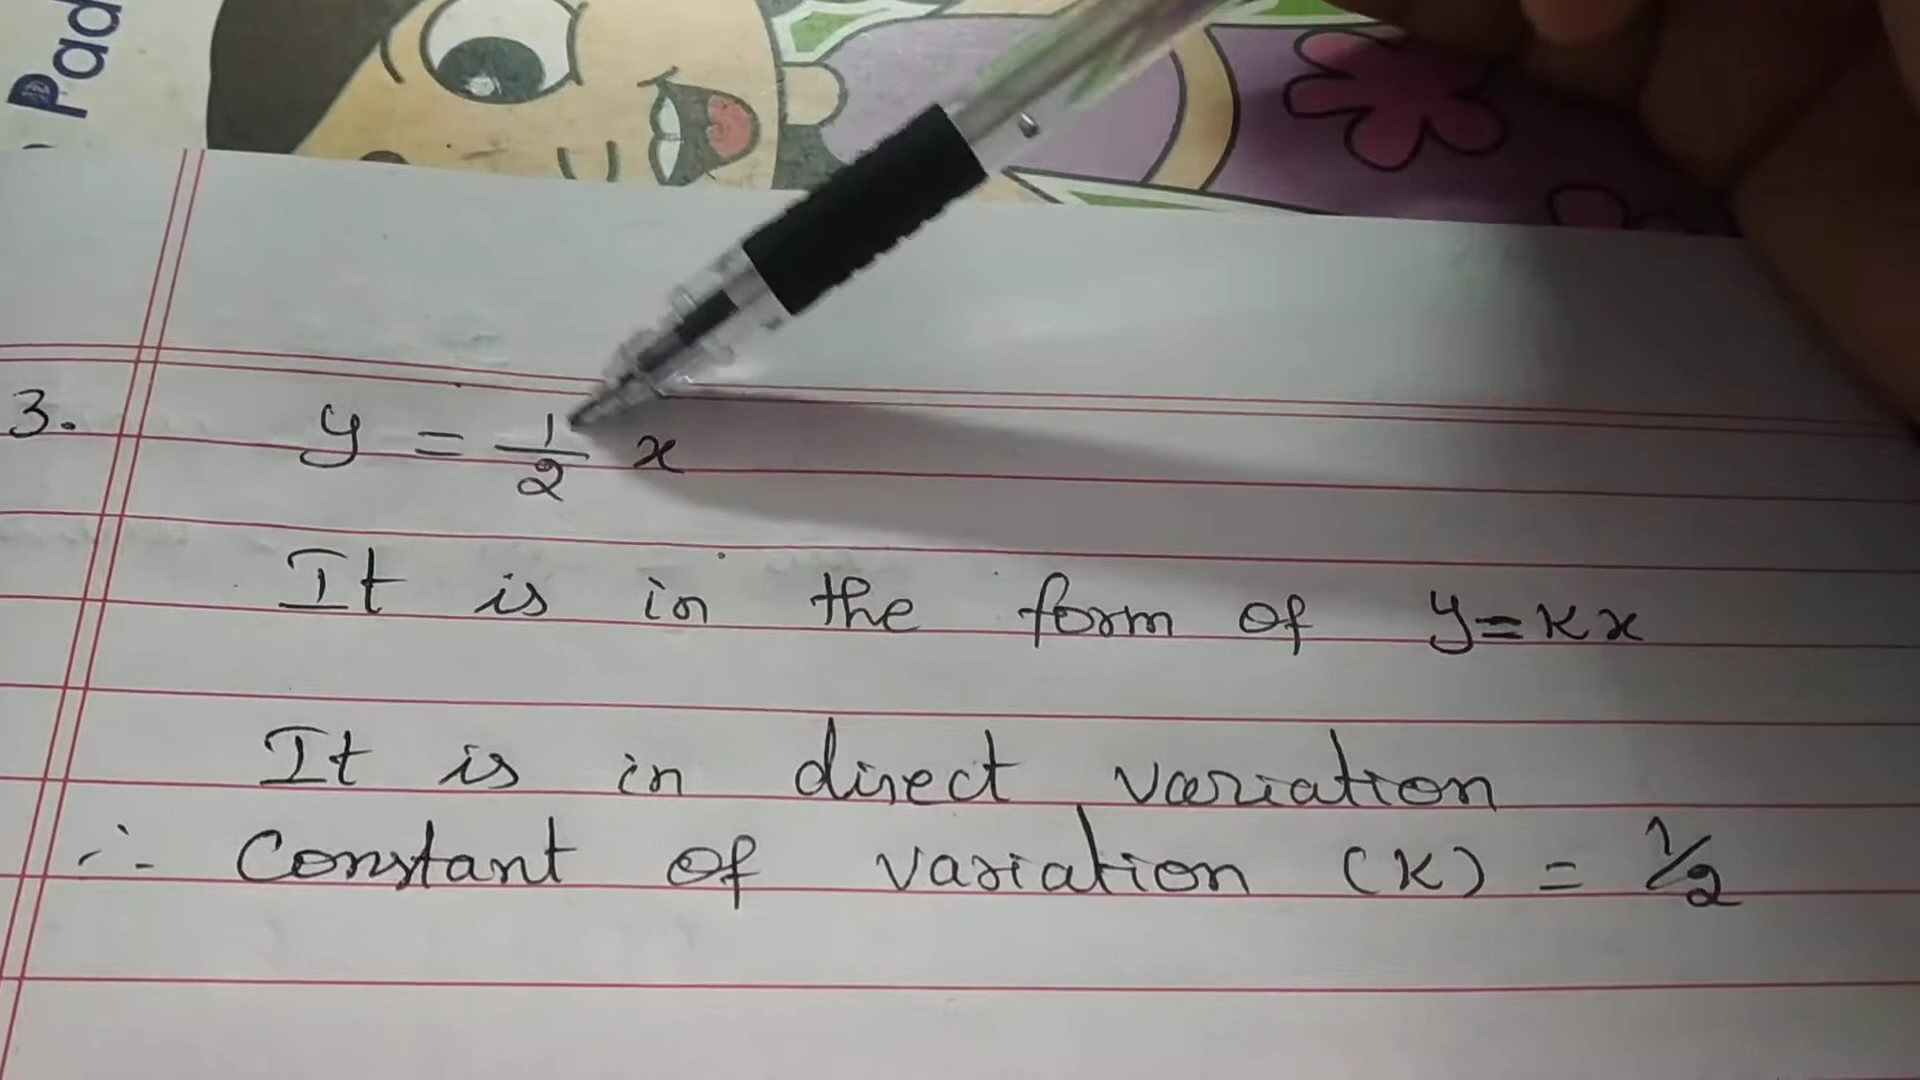 Pad
3. y = 1/2 x
It is in the form of y=kx
It is in direct variation
∴ Constant of variation (k) = 1/2